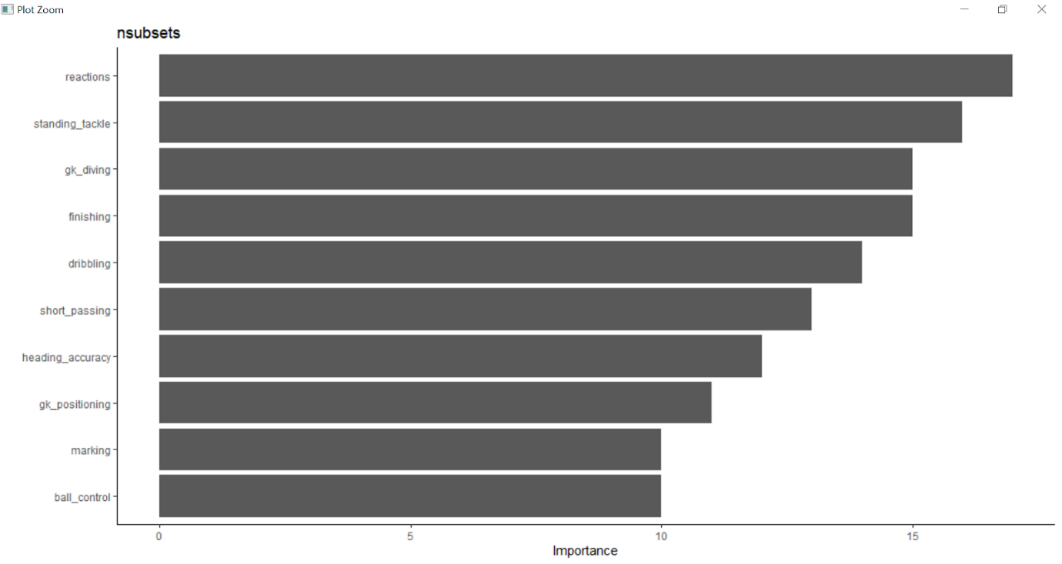 Plot Zoom
nsubsets
reactions
standing_tackle
gk_diving
finishing
dribbling
short_passing
heading_accuracy
gk_positioning
marking
ball_control
0 5 10 15
Importance